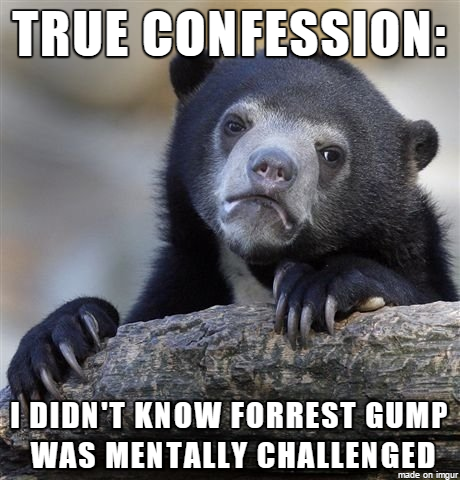 TRUE CONFESSION:
I DIDN'T KNOW FORREST GUMP
WAS MENTALLY CHALLENGED
made on imgur